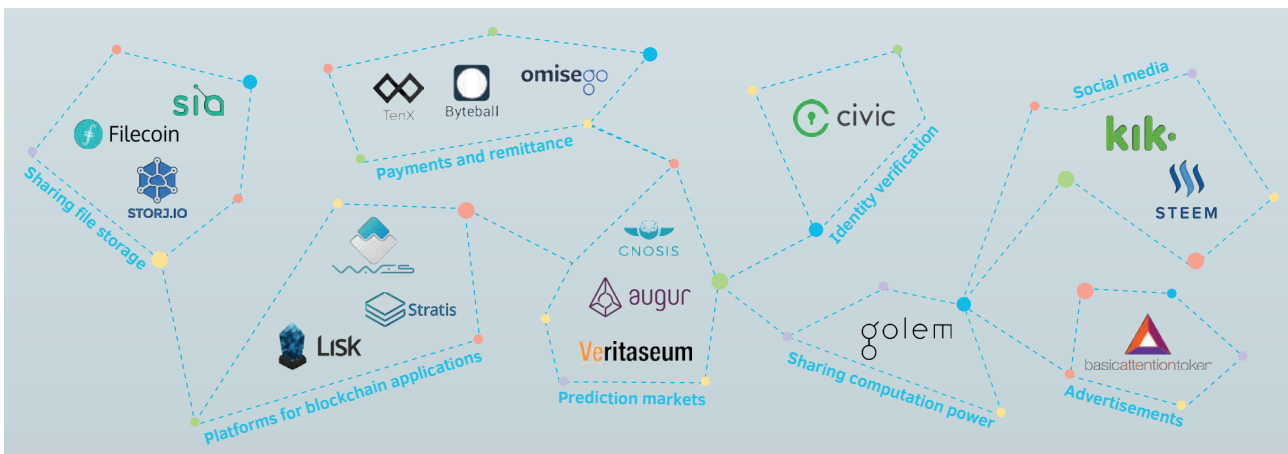 sia
Filecoin
STORJ.IO
Sharing file storage
TenX
Byteball
omisego
Payments and remittance
WAVES
Stratis
LISK
Platforms for blockchain applications
GNOSIS
augur
Veritaseum
Prediction markets
civic
Identity verification
golem
Sharing computation power
Social media
kik
STEEM
basicattentiontoken
Advertisements